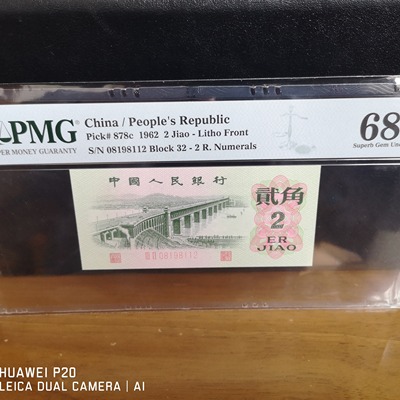 PMG
PER MONEY GUARANTY
China / People's Republic
Pick# 878c 1962 2 Jiao - Litho Front
S/N 08198112 Block 32 - 2 R. Numerals
68
Superb Gem Unc
中國人民銀行
貳角
2
ER
JIAO
08198112
HUAWEI P20
LEICA DUAL CAMERA | AI